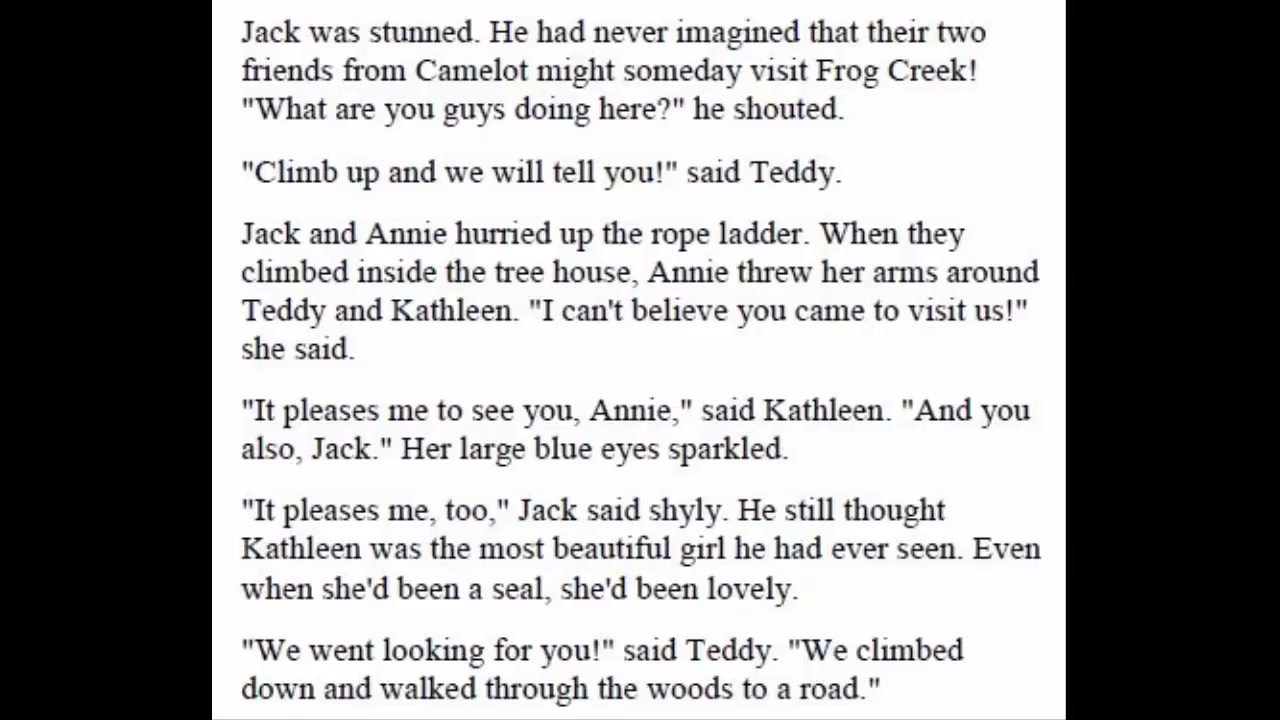 Jack was stunned. He had never imagined that their two
friends from Camelot might someday visit Frog Creek!
"What are you guys doing here?" he shouted.
"Climb up and we will tell you!" said Teddy.
Jack and Annie hurried up the rope ladder. When they
climbed inside the tree house, Annie threw her arms around
Teddy and Kathleen. "I can't believe you came to visit us!"
she said.
"It pleases me to see you, Annie," said Kathleen. "And you
also, Jack." Her large blue eyes sparkled.
"It pleases me, too," Jack said shyly. He still thought
Kathleen was the most beautiful girl he had ever seen. Even
when she'd been a seal, she'd been lovely.
"We went looking for you!" said Teddy. "We climbed
down and walked through the woods to a road."